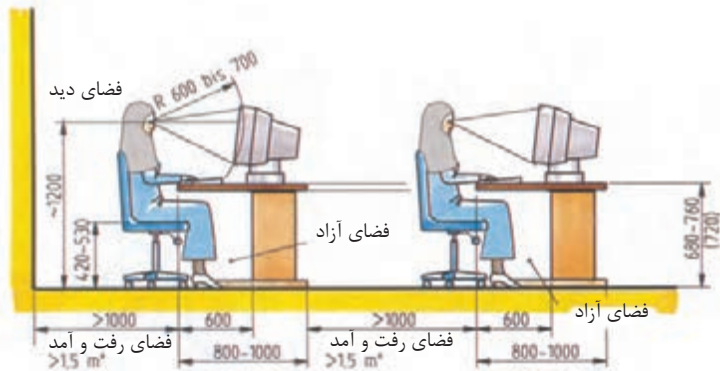 فضای دید
R 600 bis 700
~1200
420-530
فضای آزاد
680-760
(720)
فضای آزاد
>1000
600
>1000
600
فضای رفت و آمد
>1,5 m²
800-1000
فضای رفت و آمد
>1,5 m²
800-1000